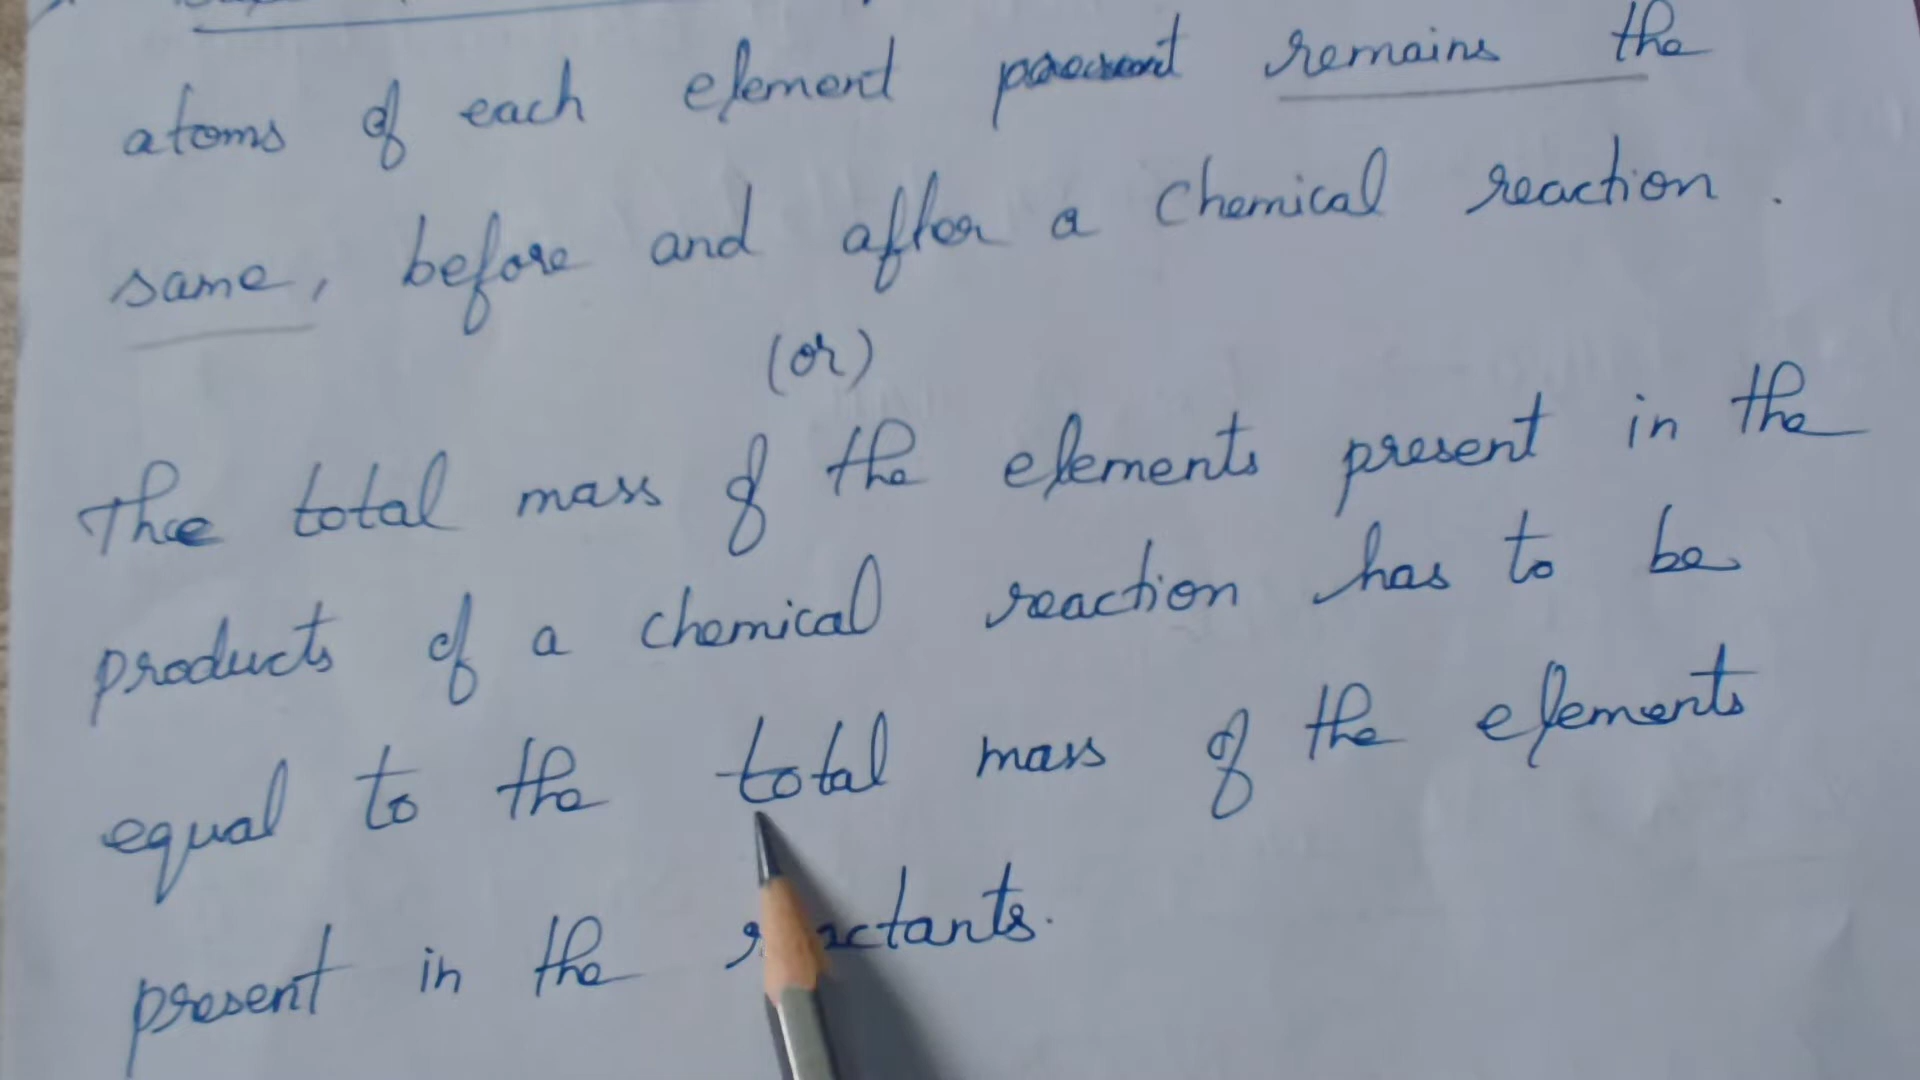 atoms of each element present remains the
same, before and after a chemical reaction.
(or)
The total mass of the elements present in the
products of a chemical reaction has to be
equal to the total mass of the elements
present in the reactants.